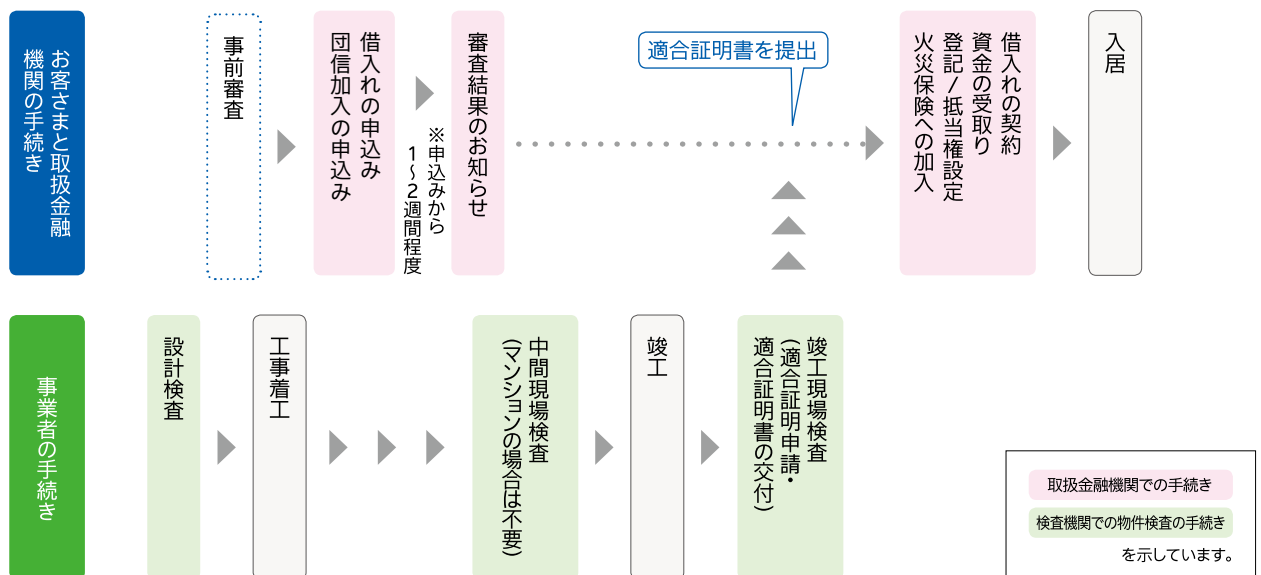 お客さまと取扱金融
機関の手続き
事前審査
借入れの申込み
団信加入の申込み
※申込みから
1～2週間程度
審査結果のお知らせ
適合証明書を提出
借入れの契約
資金の受取り
登記/抵当権設定
火災保険への加入
入居
事業者の手続き
設計検査
工事着工
中間現場検査
(マンションの場合は不要)
竣工
竣工現場検査
(適合証明申請・
適合証明書の交付)
取扱金融機関での手続き
検査機関での物件検査の手続き
を示しています。